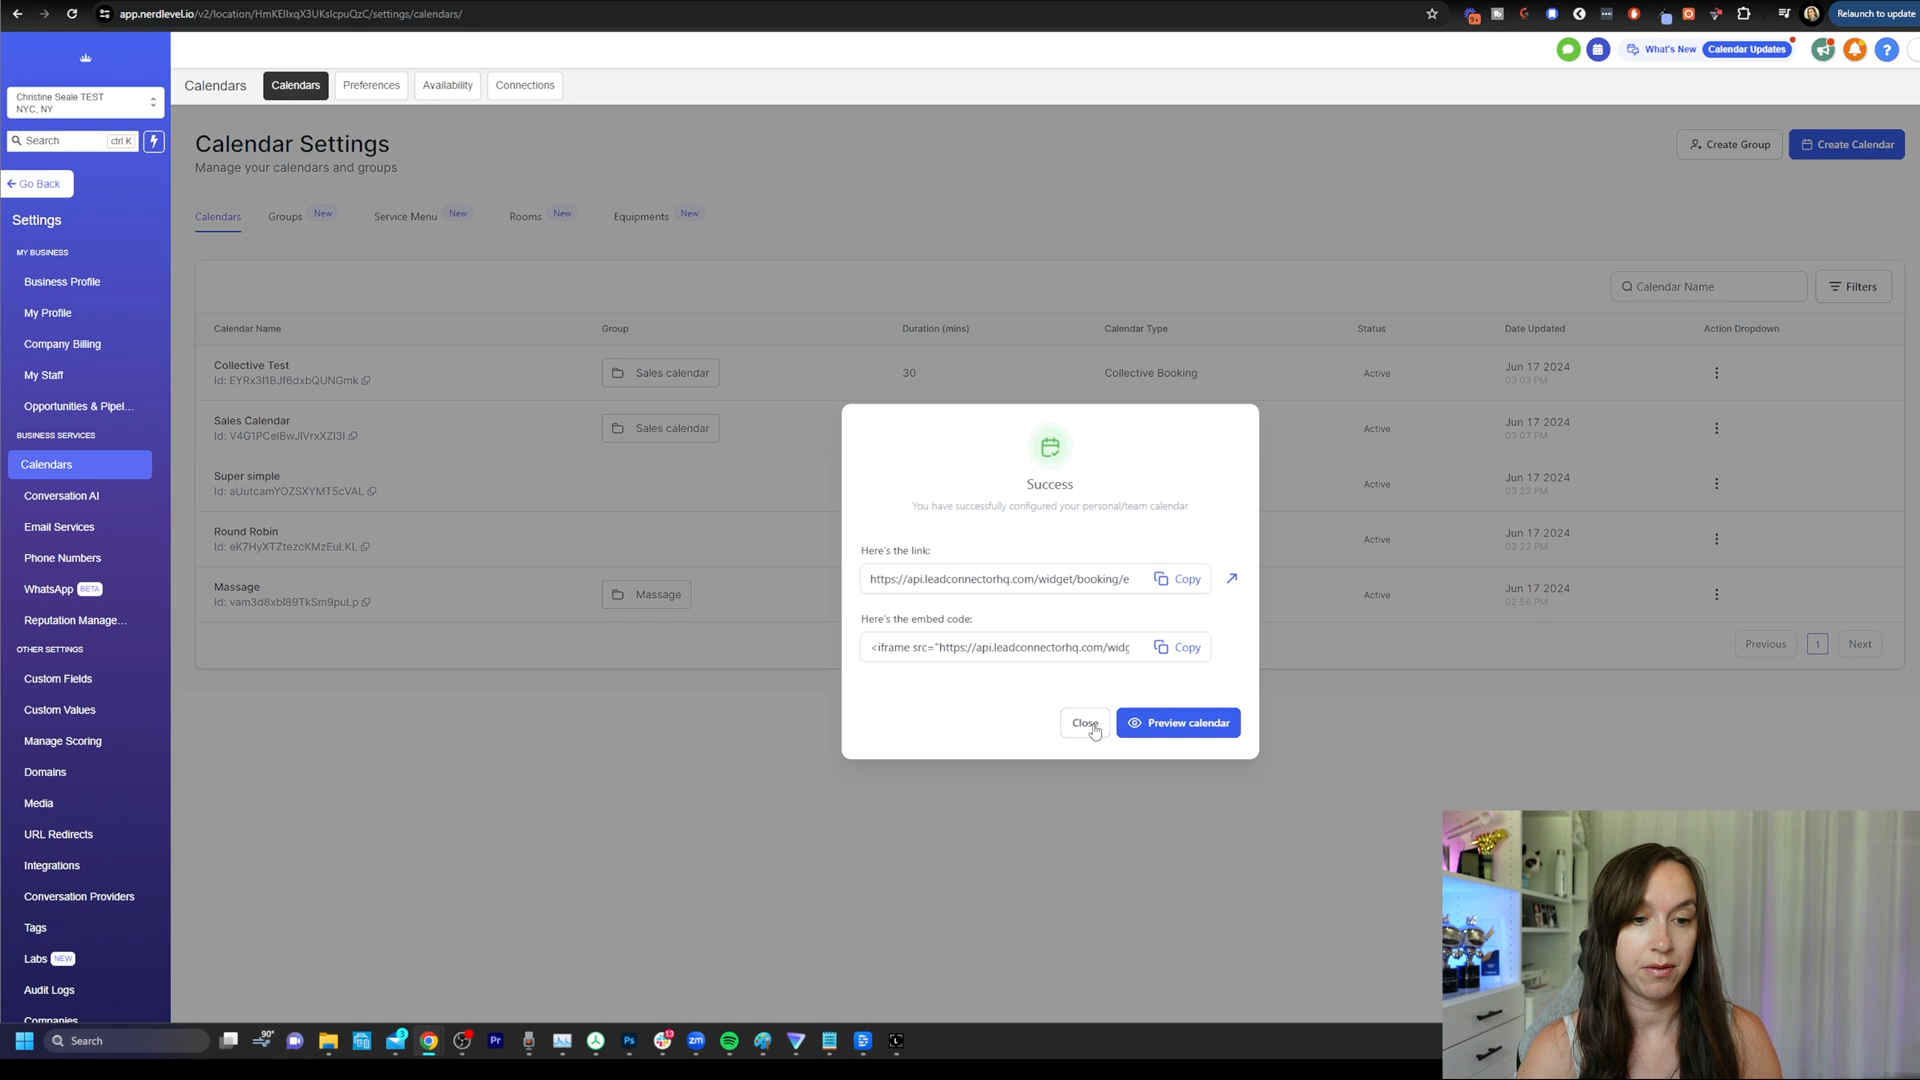 app.nerdlevel.io/v2/location/HmKEIlxqX3UKslcpuQzC/settings/calendars/
9+
Relaunch to update
What's New
Calendar Updates
Christine Seale TEST
NYC, NY
Search
ctrl K
Go Back
Settings
MY BUSINESS
Business Profile
My Profile
Company Billing
My Staff
Opportunities & Pipel...
BUSINESS SERVICES
Calendars
Conversation AI
Email Services
Phone Numbers
WhatsApp BETA
Reputation Manage...
OTHER SETTINGS
Custom Fields
Custom Values
Manage Scoring
Domains
Media
URL Redirects
Integrations
Conversation Providers
Tags
Labs NEW
Audit Logs
Companies
Calendars
Calendars
Preferences
Availability
Connections
Calendar Settings
Manage your calendars and groups
Create Group
Create Calendar
Calendars
Groups New
Service Menu New
Rooms New
Equipments New
Calendar Name
Filters
Calendar Name Group Duration (mins) Calendar Type Status Date Updated Action Dropdown
Collective Test
Id: EYRx3I1BJf6dxbQUNGmk
Sales calendar
30
Collective Booking
Active
Jun 17 2024
03:03 PM
Sales Calendar
Id: V4G1PCelBwJlVrxXZI3I
Sales calendar
Active
Jun 17 2024
03:07 PM
Super simple
Id: aUutcamYOZSXYMT5cVAL
Active
Jun 17 2024
03:22 PM
Round Robin
Id: eK7HyXTZtezcKMzEuLKL
Active
Jun 17 2024
03:22 PM
Massage
Id: vam3d8xbI89TkSm9puLp
Massage
Active
Jun 17 2024
02:56 PM
Previous
1
Next
Success
You have successfully configured your personal/team calendar
Here's the link:
https://api.leadconnectorhq.com/widget/booking/e
Copy
Here's the embed code:
<iframe src="https://api.leadconnectorhq.com/widg
Copy
Close
Preview calendar
Search
90°
3
Pr
Ps
13
zm